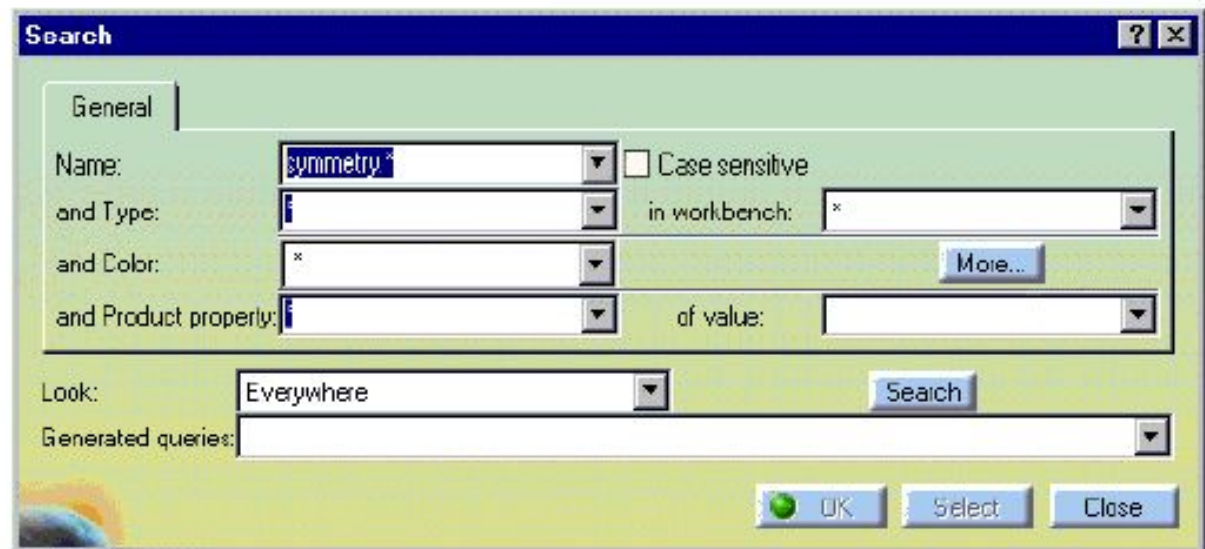 Search ? ×
General
Name: symmetry.* Case sensitive
and Type: * in workbench: *
and Color: * More...
and Product property: * of value:
Look: Everywhere Search
Generated queries:
OK Select Close